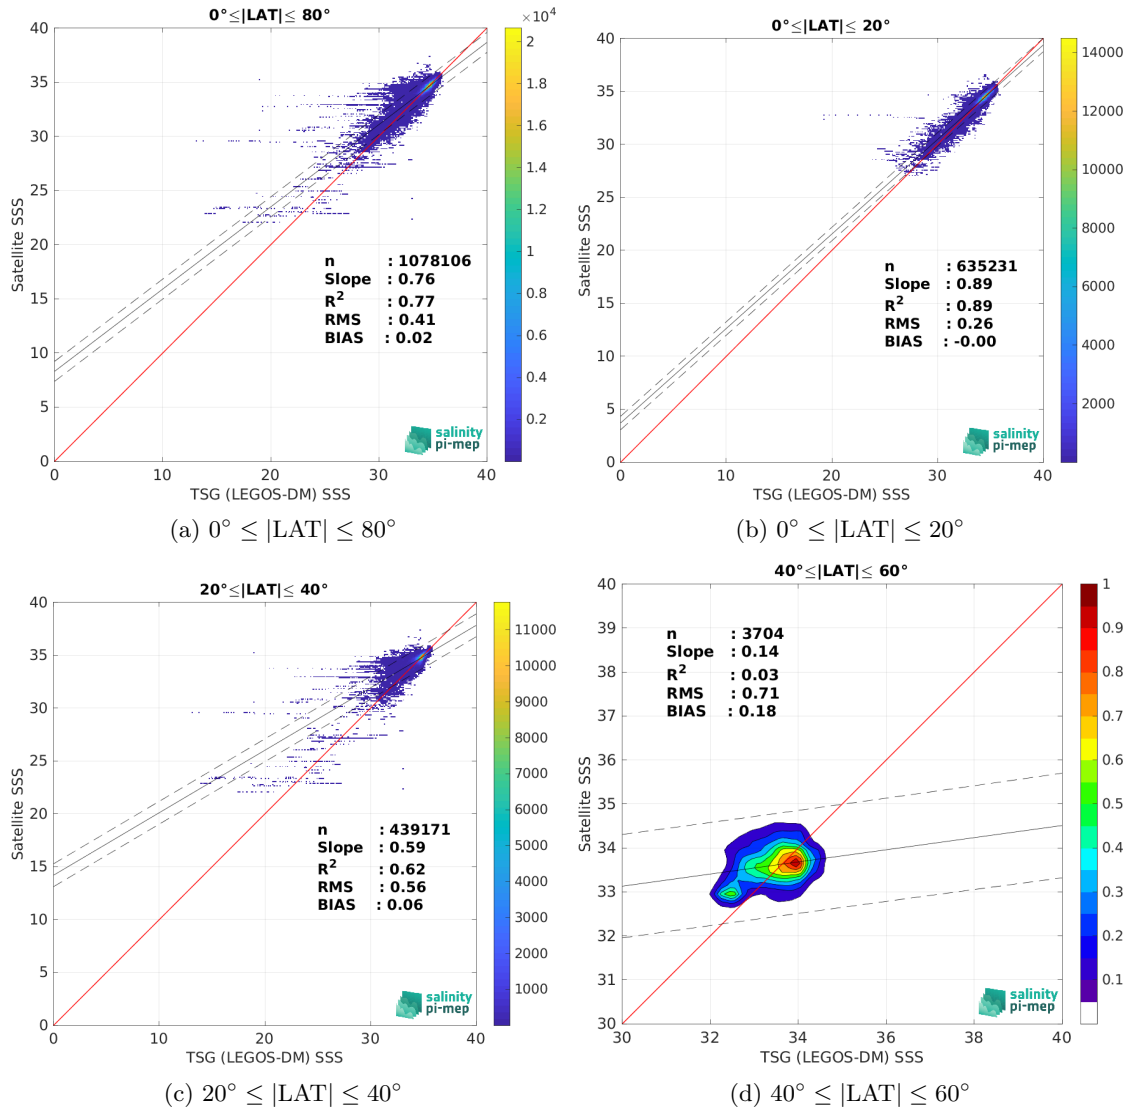 0°≤|LAT|≤ 80°
×10⁴
40
35
30
25
20
15
10
5
0
Satellite SSS
n : 1078106
Slope : 0.76
R² : 0.77
RMS : 0.41
BIAS : 0.02
salinity
pi-mep
0 10 20 30 40
TSG (LEGOS-DM) SSS
2
1.8
1.6
1.4
1.2
1
0.8
0.6
0.4
0.2
(a) 0° ≤ |LAT| ≤ 80°
0°≤|LAT|≤ 20°
40
35
30
25
20
15
10
5
0
Satellite SSS
n : 635231
Slope : 0.89
R² : 0.89
RMS : 0.26
BIAS : -0.00
salinity
pi-mep
0 10 20 30 40
TSG (LEGOS-DM) SSS
14000
12000
10000
8000
6000
4000
2000
(b) 0° ≤ |LAT| ≤ 20°
20°≤|LAT|≤ 40°
40
35
30
25
20
15
10
5
0
Satellite SSS
n : 439171
Slope : 0.59
R² : 0.62
RMS : 0.56
BIAS : 0.06
salinity
pi-mep
0 10 20 30 40
TSG (LEGOS-DM) SSS
11000
10000
9000
8000
7000
6000
5000
4000
3000
2000
1000
(c) 20° ≤ |LAT| ≤ 40°
40°≤|LAT|≤ 60°
40
39
38
37
36
35
34
33
32
31
30
Satellite SSS
n : 3704
Slope : 0.14
R² : 0.03
RMS : 0.71
BIAS : 0.18
salinity
pi-mep
30 32 34 36 38 40
TSG (LEGOS-DM) SSS
1
0.9
0.8
0.7
0.6
0.5
0.4
0.3
0.2
0.1
(d) 40° ≤ |LAT| ≤ 60°